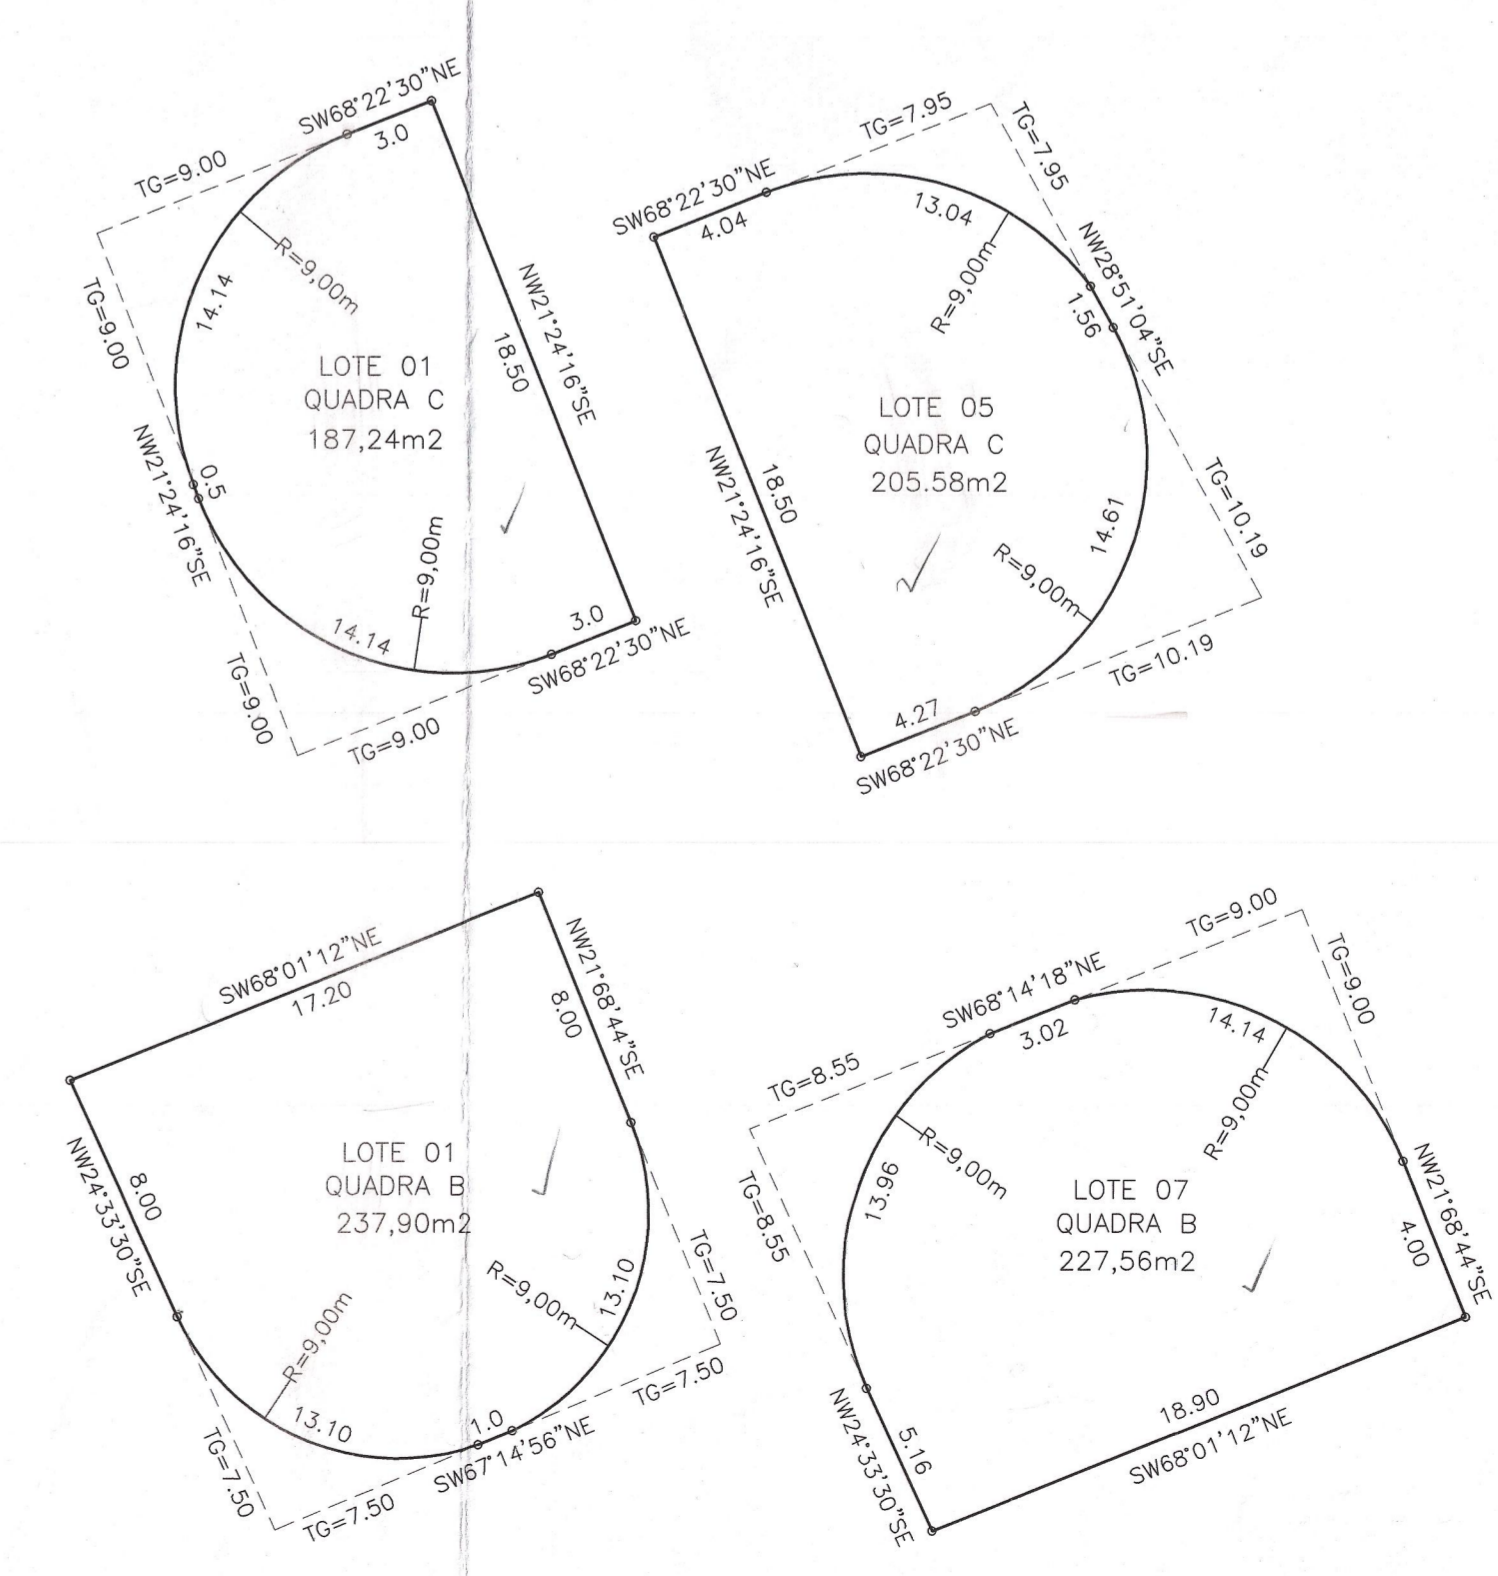 SW68°22'30"NE
3.0
TG=9.00
TG=9.00
R=9,00m
14.14
NW21°24'16"SE
18.50
LOTE 01
QUADRA C
187,24m2
NW21°24'16"SE
0.5
R=9,00m
14.14
3.0
SW68°22'30"NE
TG=9.00
TG=9.00
TG=7.95
TG=7.95
SW68°22'30"NE
4.04
13.04
R=9,00m
NW28°51'04"SE
1.56
LOTE 05
QUADRA C
205.58m2
NW21°24'16"SE
18.50
14.61
R=9,00m
TG=10.19
TG=10.19
4.27
SW68°22'30"NE
SW68°01'12"NE
17.20
NW21°68'44"SE
8.00
NW24°33'30"SE
8.00
LOTE 01
QUADRA B
237,90m2
R=9,00m
13.10
R=9,00m
13.10
TG=7.50
TG=7.50
1.0
SW67°14'56"NE
TG=7.50
TG=7.50
TG=9.00
TG=9.00
SW68°14'18"NE
3.02
14.14
TG=8.55
TG=8.55
R=9,00m
R=9,00m
13.96
LOTE 07
QUADRA B
227,56m2
NW21°68'44"SE
4.00
NW24°33'30"SE
5.16
18.90
SW68°01'12"NE